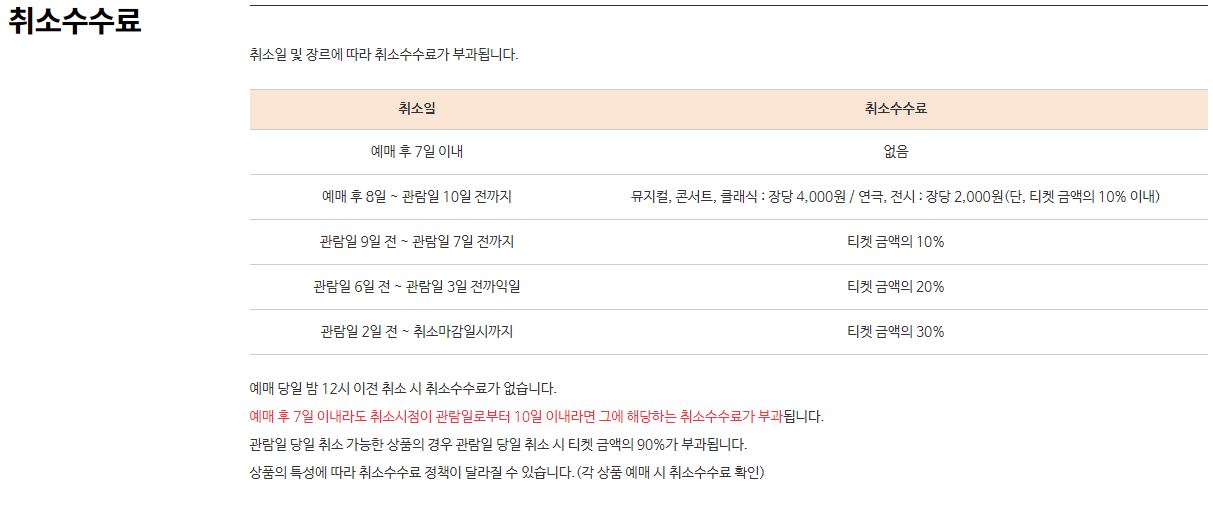 취소수수료
취소일 및 장르에 따라 취소수수료가 부과됩니다.
취소일 취소수수료
예매 후 7일 이내 없음
예매 후 8일 ~ 관람일 10일 전까지 뮤지컬, 콘서트, 클래식 : 장당 4,000원 / 연극, 전시 : 장당 2,000원(단, 티켓 금액의 10% 이내)
관람일 9일 전 ~ 관람일 7일 전까지 티켓 금액의 10%
관람일 6일 전 ~ 관람일 3일 전까익일 티켓 금액의 20%
관람일 2일 전 ~ 취소마감일시까지 티켓 금액의 30%
예매 당일 밤 12시 이전 취소 시 취소수수료가 없습니다.
예매 후 7일 이내라도 취소시점이 관람일로부터 10일 이내라면 그에 해당하는 취소수수료가 부과됩니다.
관람일 당일 취소 가능한 상품의 경우 관람일 당일 취소 시 티켓 금액의 90%가 부과됩니다.
상품의 특성에 따라 취소수수료 정책이 달라질 수 있습니다.(각 상품 예매 시 취소수수료 확인)